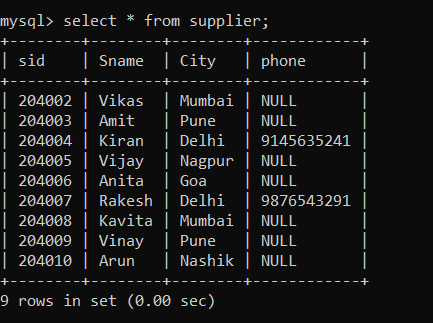 mysql> select * from supplier;
+--------+--------+--------+------------+
| sid    | Sname  | City   | phone      |
+--------+--------+--------+------------+
| 204002 | Vikas  | Mumbai | NULL       |
| 204003 | Amit   | Pune   | NULL       |
| 204004 | Kiran  | Delhi  | 9145635241 |
| 204005 | Vijay  | Nagpur | NULL       |
| 204006 | Anita  | Goa    | NULL       |
| 204007 | Rakesh | Delhi  | 9876543291 |
| 204008 | Kavita | Mumbai | NULL       |
| 204009 | Vinay  | Pune   | NULL       |
| 204010 | Arun   | Nashik | NULL       |
+--------+--------+--------+------------+
9 rows in set (0.00 sec)